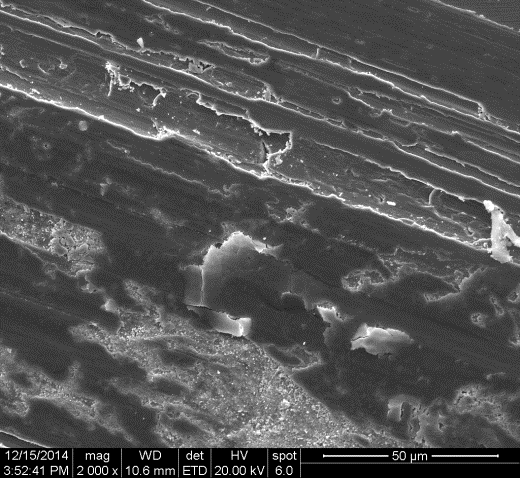 12/15/2014 mag WD det HV spot
3:52:41 PM 2 000 x 10.6 mm ETD 20.00 kV 6.0 50 µm